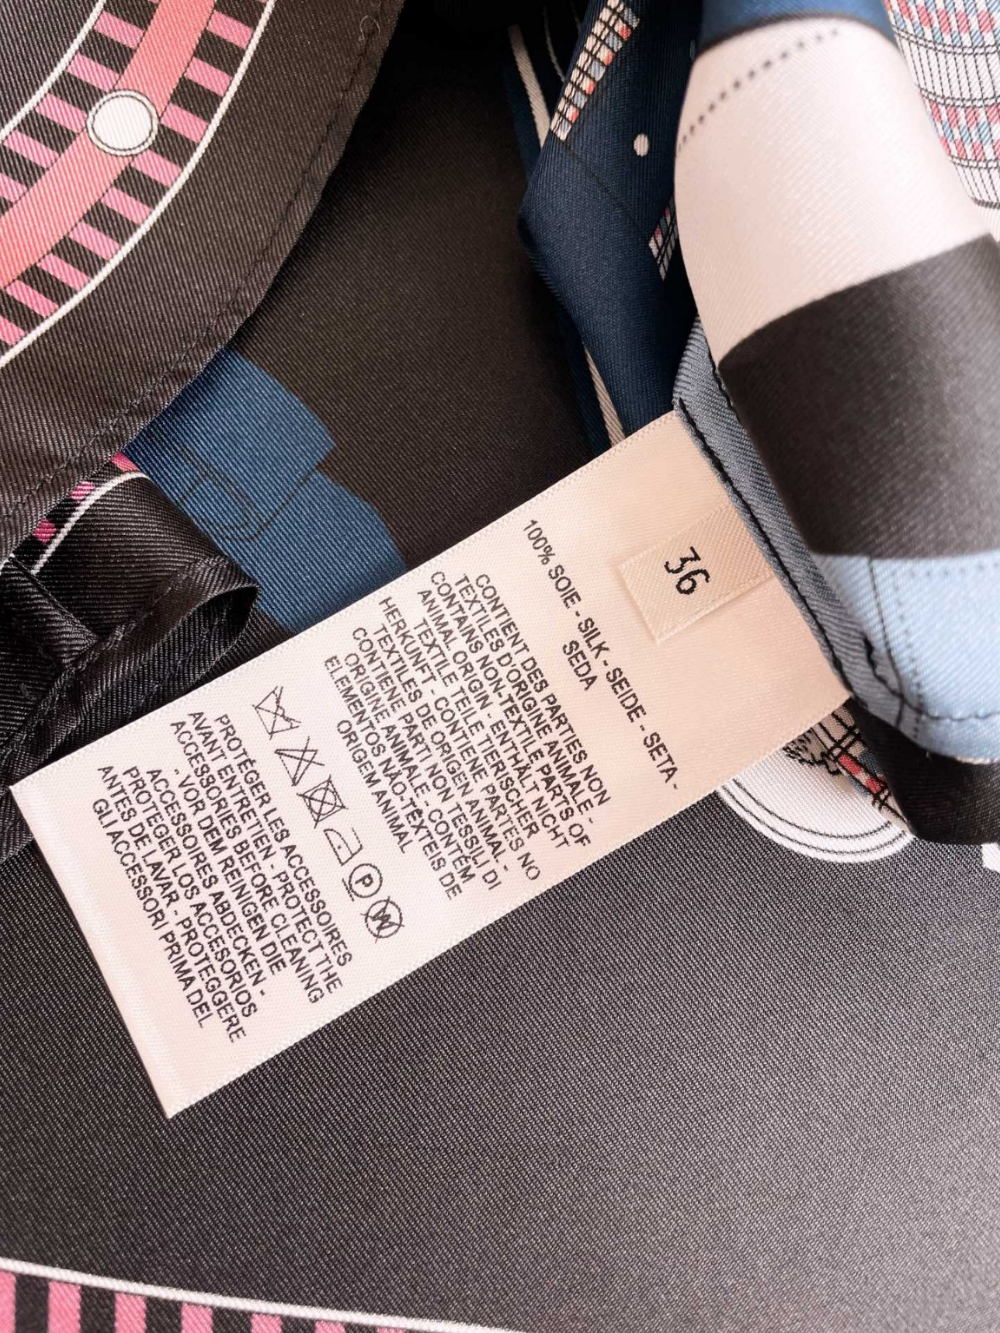 36
100% SOIE - SILK - SEIDE - SETA -
SEDA
CONTIENT DES PARTIES NON
TEXTILES D'ORIGINE ANIMALE -
CONTAINS NON-TEXTILE PARTS OF
ANIMAL ORIGIN - ENTHÄLT NICHT
TEXTILE TEILE TIERISCHER
HERKUNFT - CONTIENE PARTES NO
TEXTILES DE ORIGEN ANIMAL -
CONTIENE PARTI NON TESSILI DI
ORIGINE ANIMALE - CONTÉM
ELEMENTOS NÃO-TÊXTEIS DE
ORIGEM ANIMAL
P
W
PROTÉGER LES ACCESSOIRES
AVANT ENTRETIEN - PROTECT THE
ACCESSORIES BEFORE CLEANING
- VOR DEM REINIGEN DIE
ACCESSOIRES ABDECKEN -
PROTEGER LOS ACCESORIOS
ANTES DE LAVAR - PROTEGGERE
GLI ACCESSORI PRIMA DEL